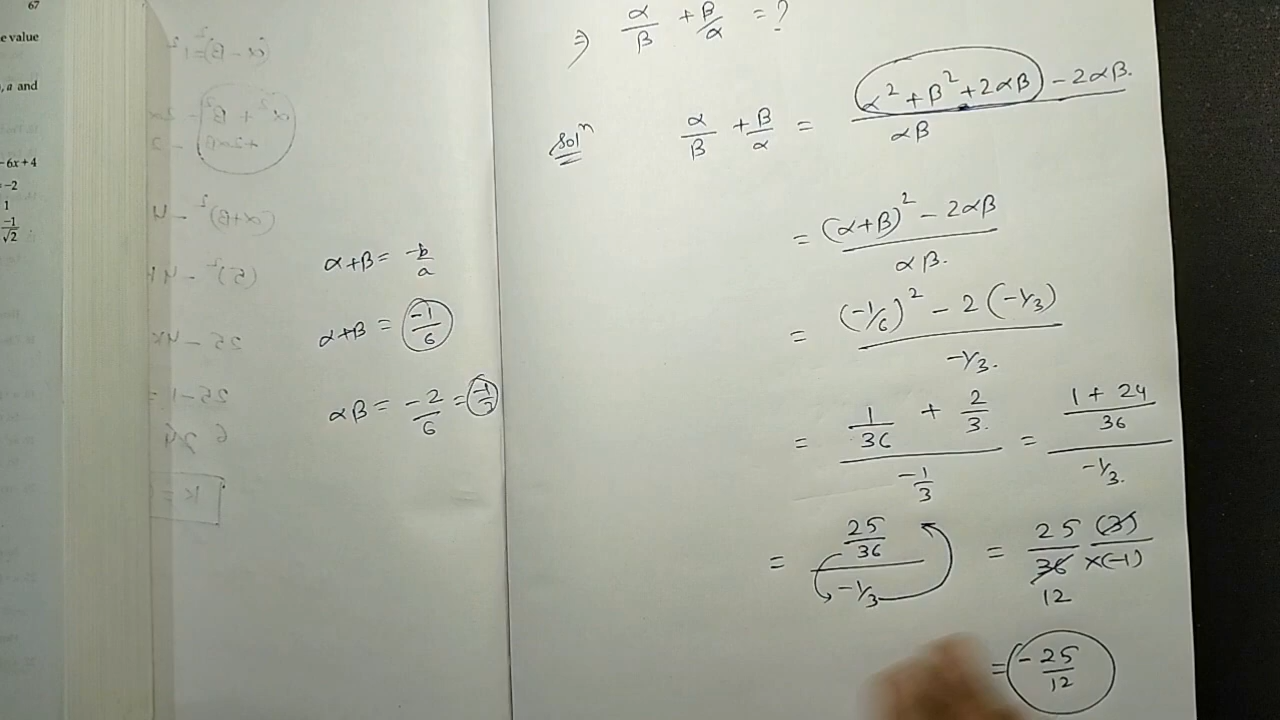 67
e value
, a and
-6x+4
=-2
1
-1/√2
α+β = -b/a
α+β = -1/6
αβ = -2/6 = -1/3
⇒ α/β + β/α = ?
Solⁿ α/β + β/α = (α² + β² + 2αβ - 2αβ.)/αβ
= ((α+β)² - 2αβ)/αβ.
= ((-1/6)² - 2(-1/3))/-1/3.
= (1/36 + 2/3.)/(-1/3) = ((1 + 24)/36)/-1/3.
= (25/36)/-1/3 = 25/36 (3)/×(-1)
12
= -25/12